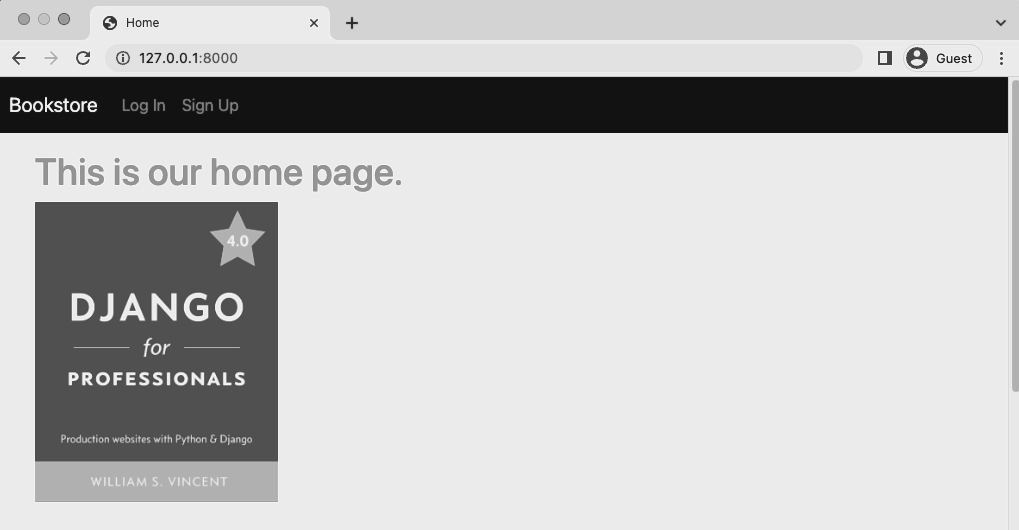 Home
127.0.0.1:8000
Guest
Bookstore Log In Sign Up
This is our home page.
4.0
DJANGO
for
PROFESSIONALS
Production websites with Python & Django
WILLIAM S. VINCENT